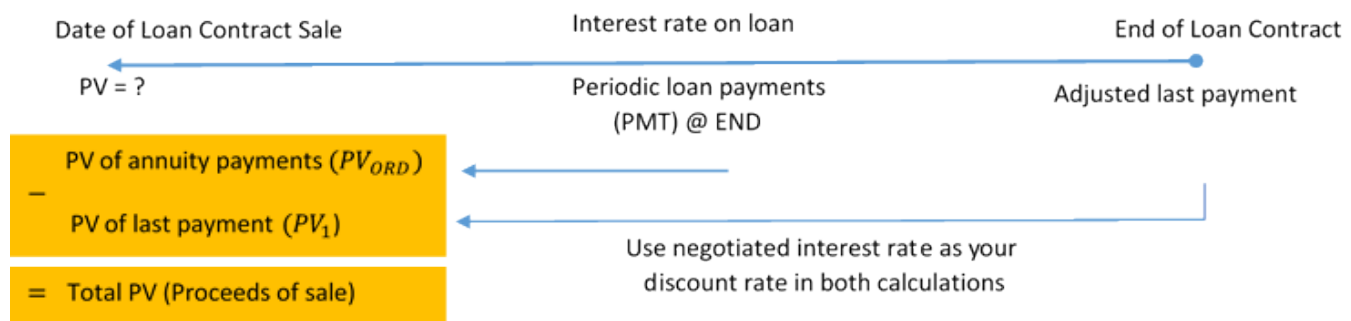 Date of Loan Contract Sale
Interest rate on loan
End of Loan Contract
PV = ?
Periodic loan payments
(PMT) @ END
Adjusted last payment
PV of annuity payments (PV_ORD)
−
PV of last payment (PV_1)
Use negotiated interest rate as your
discount rate in both calculations
= Total PV (Proceeds of sale)